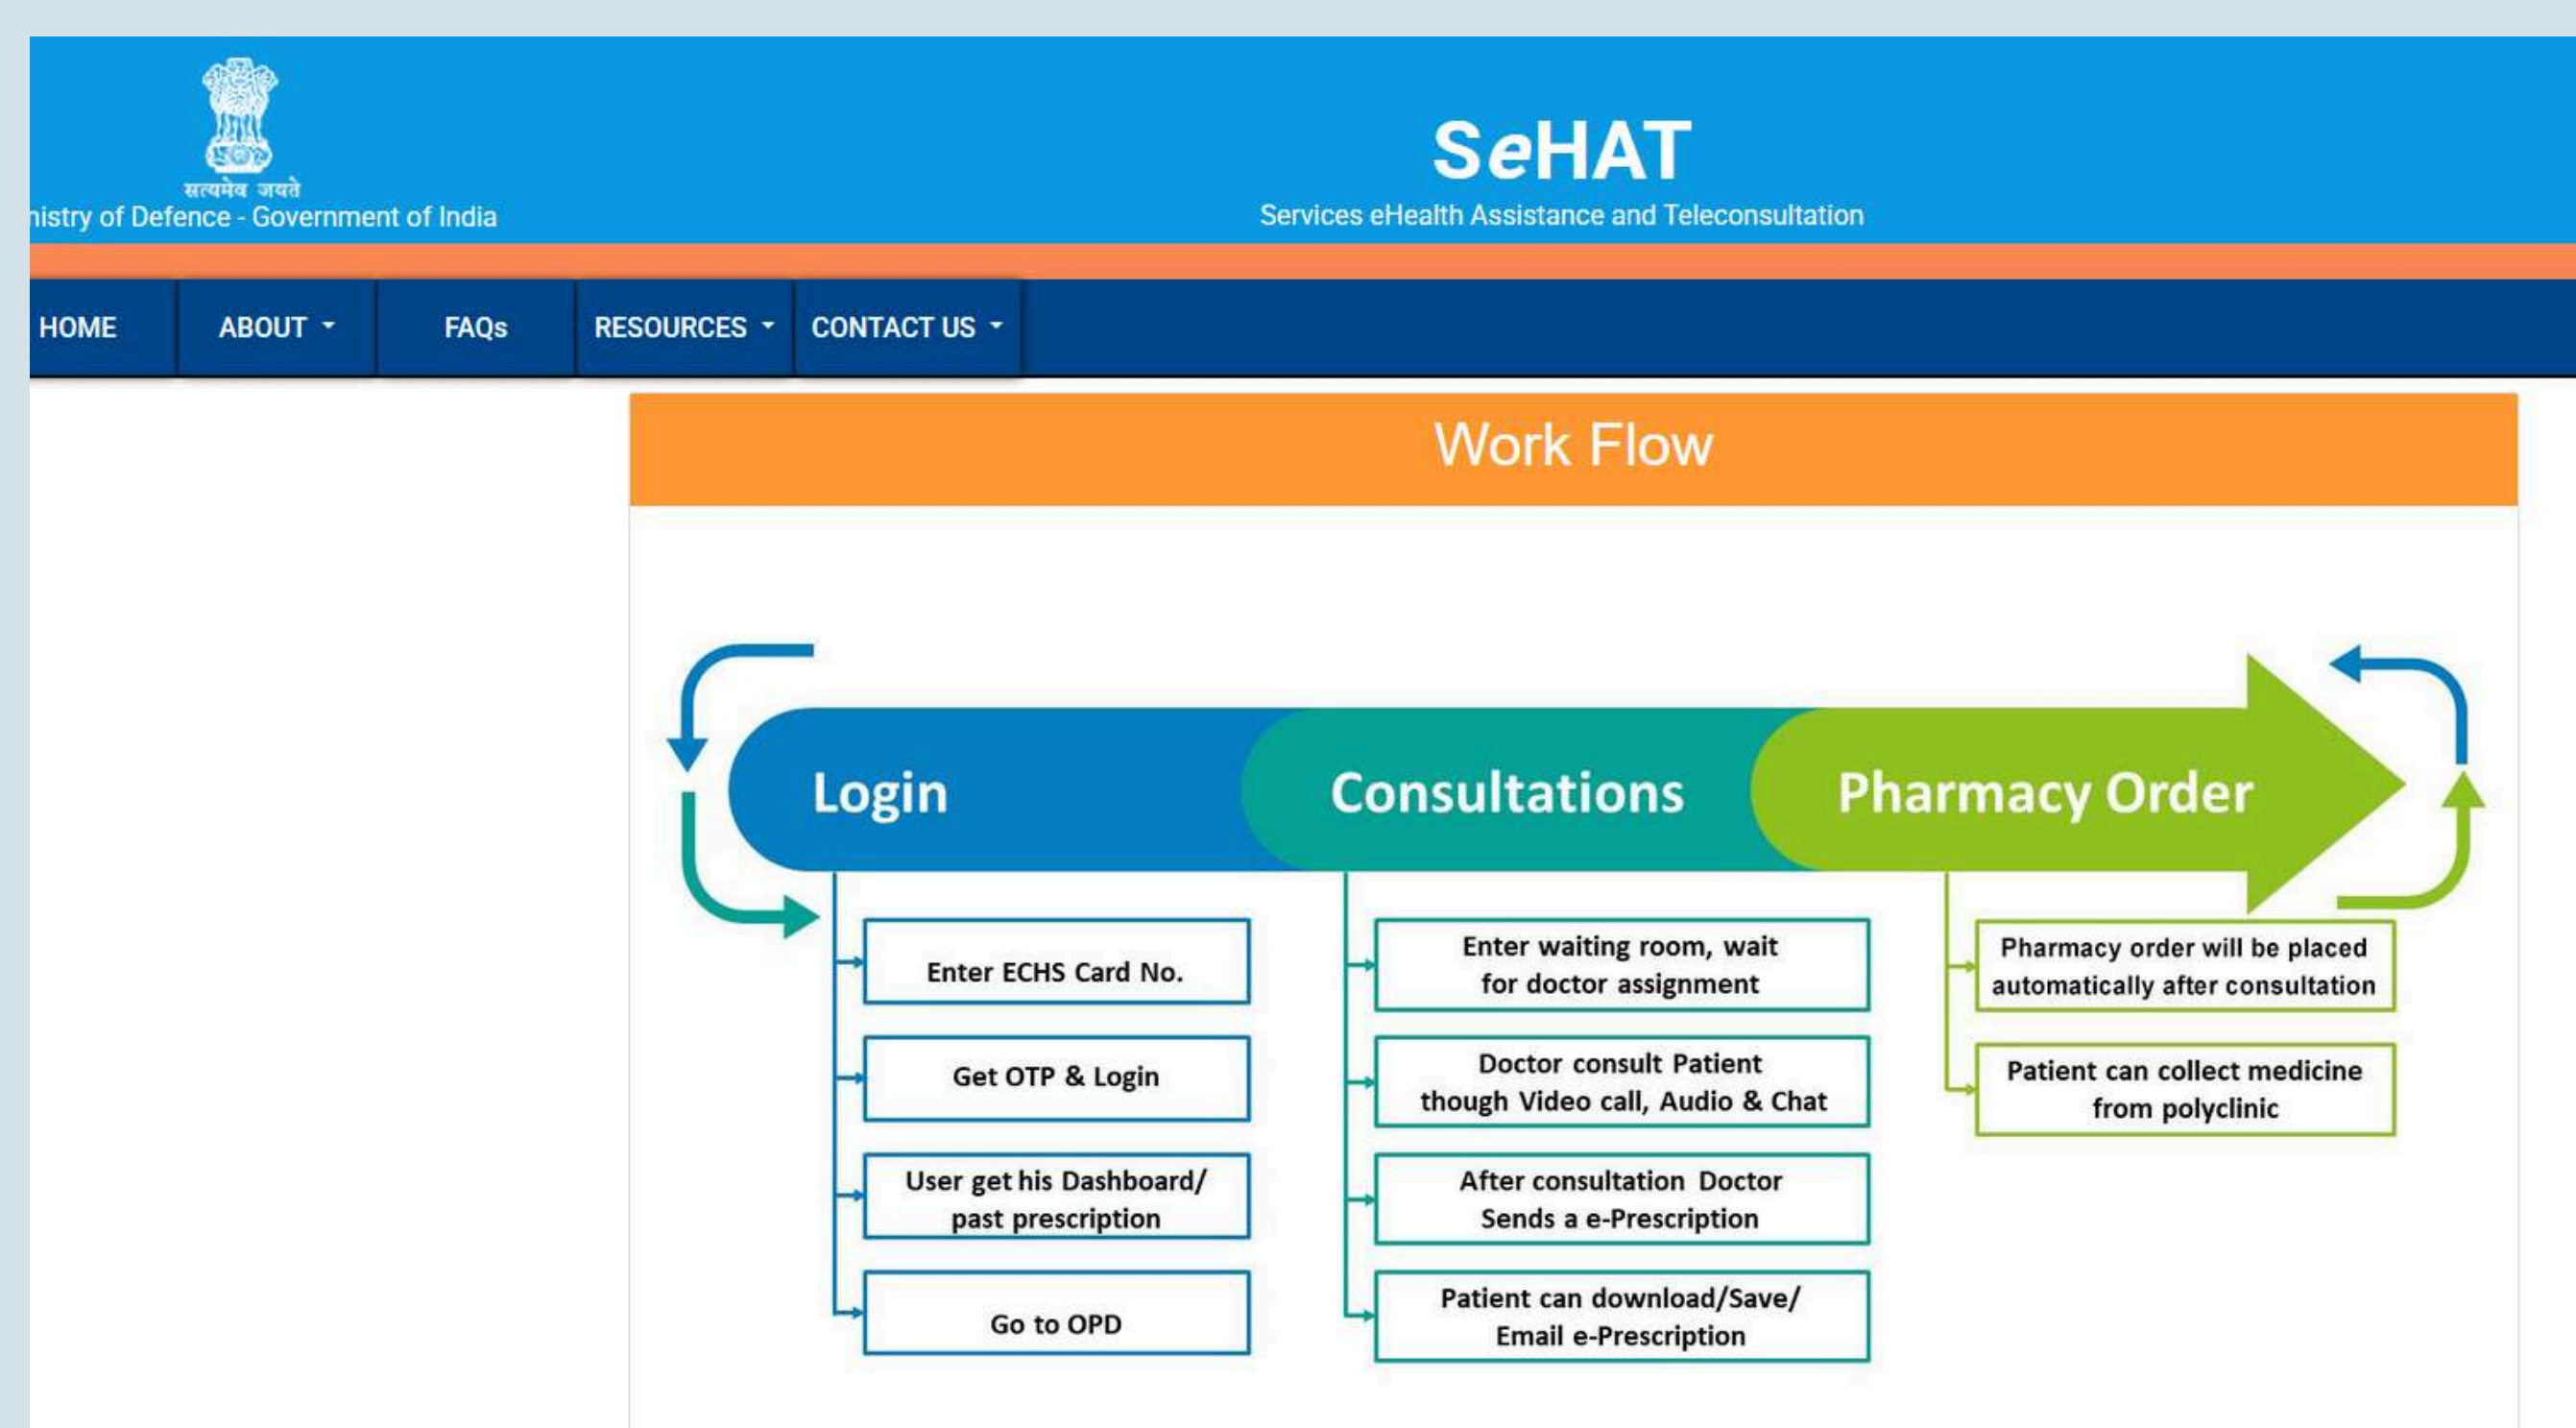 सत्यमेव जयते
nistry of Defence - Government of India
SeHAT
Services eHealth Assistance and Teleconsultation
HOME
ABOUT
FAQs
RESOURCES
CONTACT US
Work Flow
Login
Consultations
Pharmacy Order
Enter ECHS Card No.
Get OTP & Login
User get his Dashboard/
past prescription
Go to OPD
Enter waiting room, wait
for doctor assignment
Doctor consult Patient
though Video call, Audio & Chat
After consultation Doctor
Sends a e-Prescription
Patient can download/Save/
Email e-Prescription
Pharmacy order will be placed
automatically after consultation
Patient can collect medicine
from polyclinic